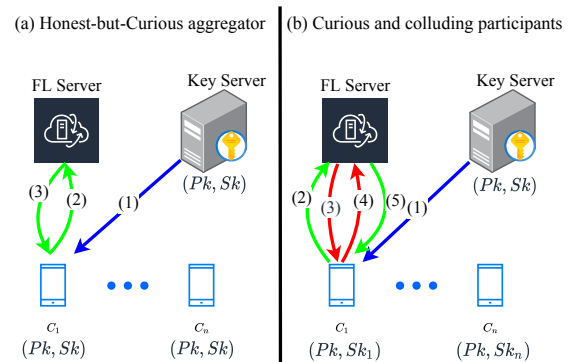 (a) Honest-but-Curious aggregator
FL Server
Key Server
(Pk, Sk)
(3)
(2)
(1)
C₁
Cₙ
(Pk, Sk)
(Pk, Sk)
(b) Curious and colluding participants
FL Server
Key Server
(Pk, Sk)
(2)
(3)
(4)
(5)
(1)
C₁
Cₙ
(Pk, Sk₁)
(Pk, Skₙ)